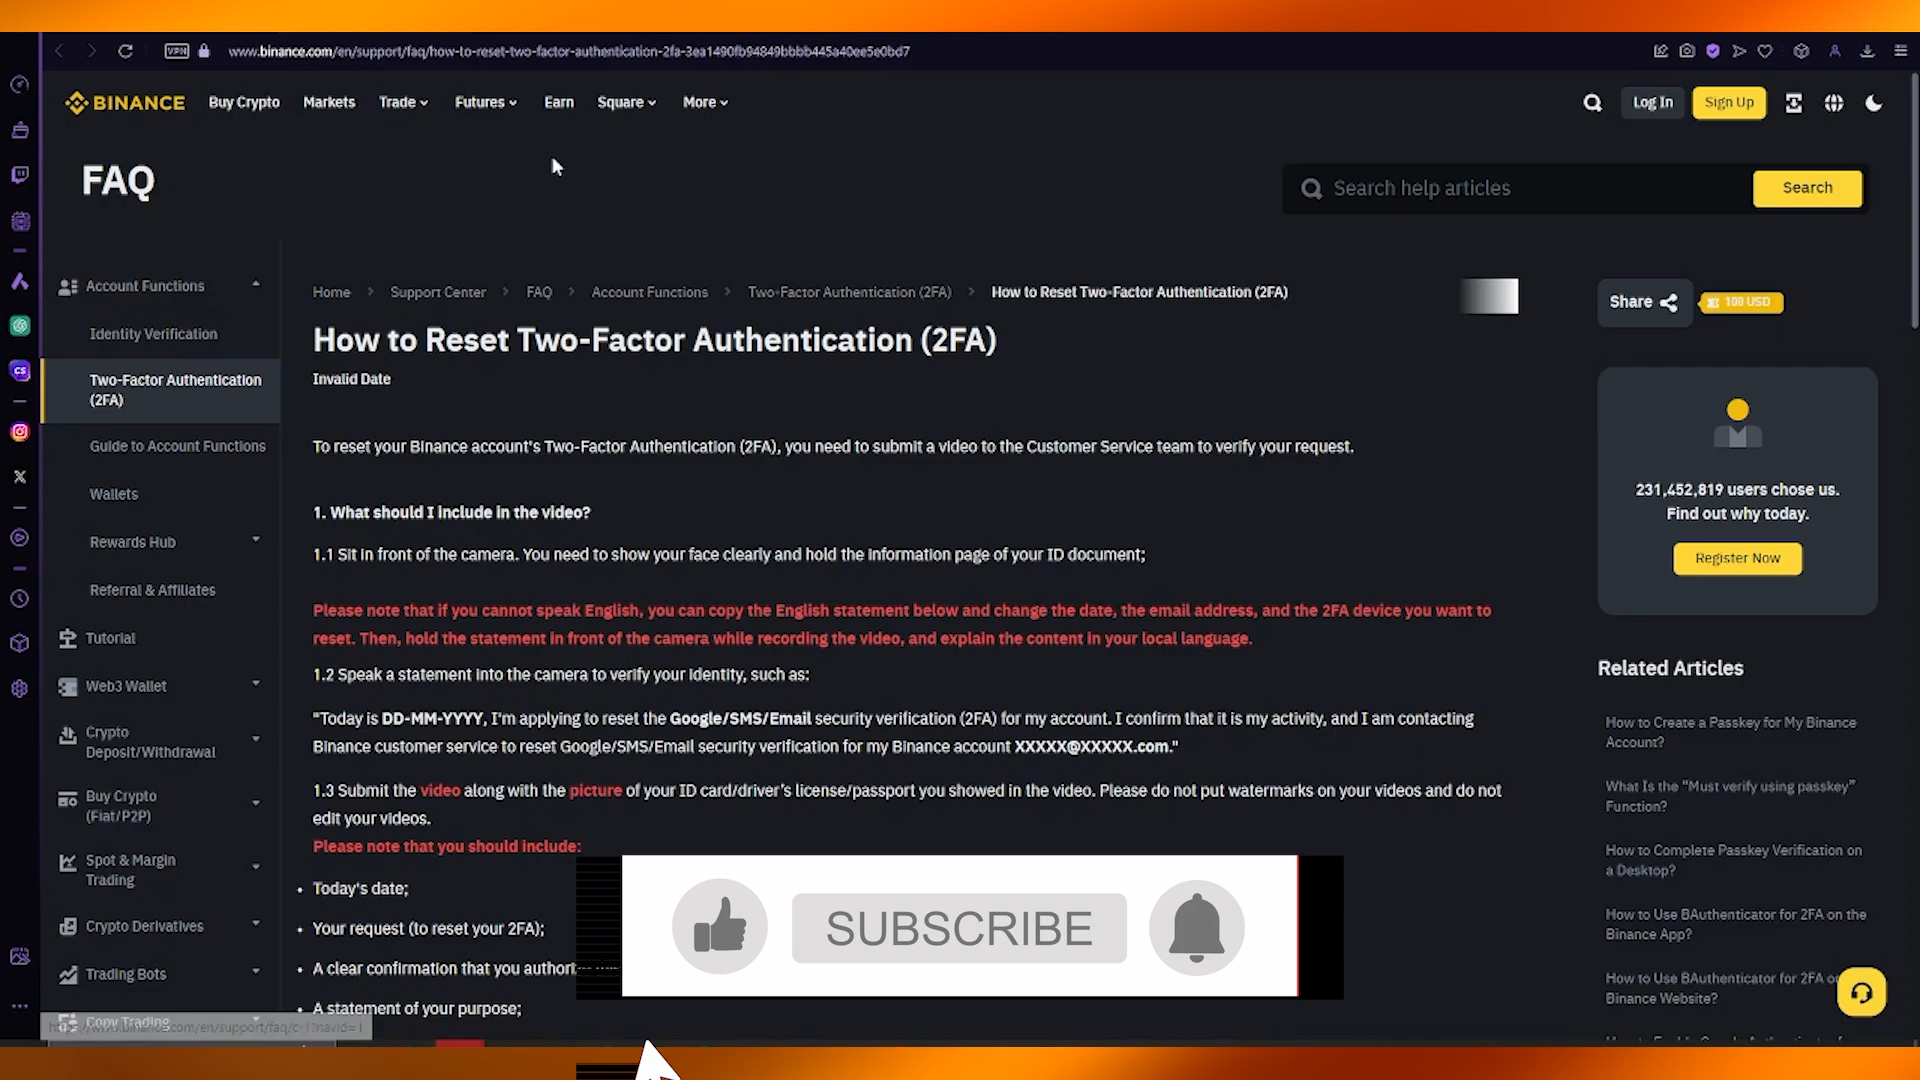 VPN
www.binance.com/en/support/faq/how-to-reset-two-factor-authentication-2fa-3ea1490fb94849bbbb445a40ee5e0bd7
BINANCE
Buy Crypto
Markets
Trade
Futures
Earn
Square
More
Log In
Sign Up
FAQ
Search help articles
Search
CS
Account Functions
Identity Verification
Two-Factor Authentication
(2FA)
Guide to Account Functions
Wallets
Rewards Hub
Referral & Affiliates
Tutorial
Web3 Wallet
Crypto
Deposit/Withdrawal
Buy Crypto
(Fiat/P2P)
Spot & Margin
Trading
Crypto Derivatives
Trading Bots
Copy Trading
Home > Support Center > FAQ > Account Functions > Two-Factor Authentication (2FA) > How to Reset Two-Factor Authentication (2FA)
How to Reset Two-Factor Authentication (2FA)
Invalid Date
To reset your Binance account's Two-Factor Authentication (2FA), you need to submit a video to the Customer Service team to verify your request.
1. What should I include in the video?
1.1 Sit in front of the camera. You need to show your face clearly and hold the information page of your ID document;
Please note that if you cannot speak English, you can copy the English statement below and change the date, the email address, and the 2FA device you want to
reset. Then, hold the statement in front of the camera while recording the video, and explain the content in your local language.
1.2 Speak a statement into the camera to verify your identity, such as:
"Today is DD-MM-YYYY, I'm applying to reset the Google/SMS/Email security verification (2FA) for my account. I confirm that it is my activity, and I am contacting
Binance customer service to reset Google/SMS/Email security verification for my Binance account XXXXX@XXXXX.com."
1.3 Submit the video along with the picture of your ID card/driver's license/passport you showed in the video. Please do not put watermarks on your videos and do not
edit your videos.
Please note that you should include:
• Today's date;
• Your request (to reset your 2FA);
• A clear confirmation that you
• A statement of your purpose;
SUBSCRIBE
Share
100 USD
231,452,819 users chose us.
Find out why today.
Register Now
Related Articles
How to Create a Passkey for My Binance
Account?
What Is the "Must verify using passkey"
Function?
How to Complete Passkey Verification on
a Desktop?
How to Use BAuthenticator for 2FA on the
Binance App?
How to Use BAuthenticator for 2FA
Binance Website?